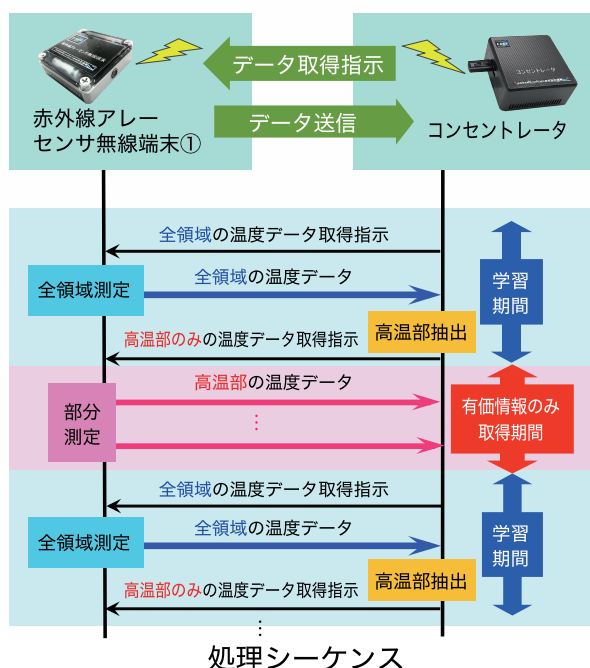 データ取得指示
データ送信
赤外線アレー
センサ無線端末①
コンセントレータ
コンセントレータ
全領域の温度データ取得指示
全領域測定
全領域の温度データ
学習
期間
高温部抽出
高温部のみの温度データ取得指示
高温部の温度データ
部分
測定
⋮
有価情報のみ
取得期間
全領域の温度データ取得指示
全領域測定
全領域の温度データ
学習
期間
高温部抽出
高温部のみの温度データ取得指示
⋮
処理シーケンス